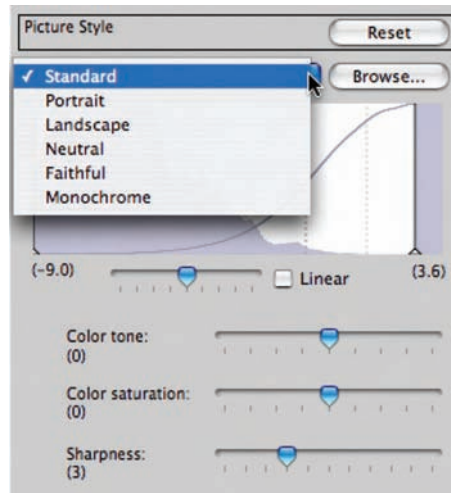 Picture Style
Reset
✓ Standard
Browse...
Portrait
Landscape
Neutral
Faithful
Monochrome
(-9.0)
Linear
(3.6)
Color tone:
(0)
Color saturation:
(0)
Sharpness:
(3)